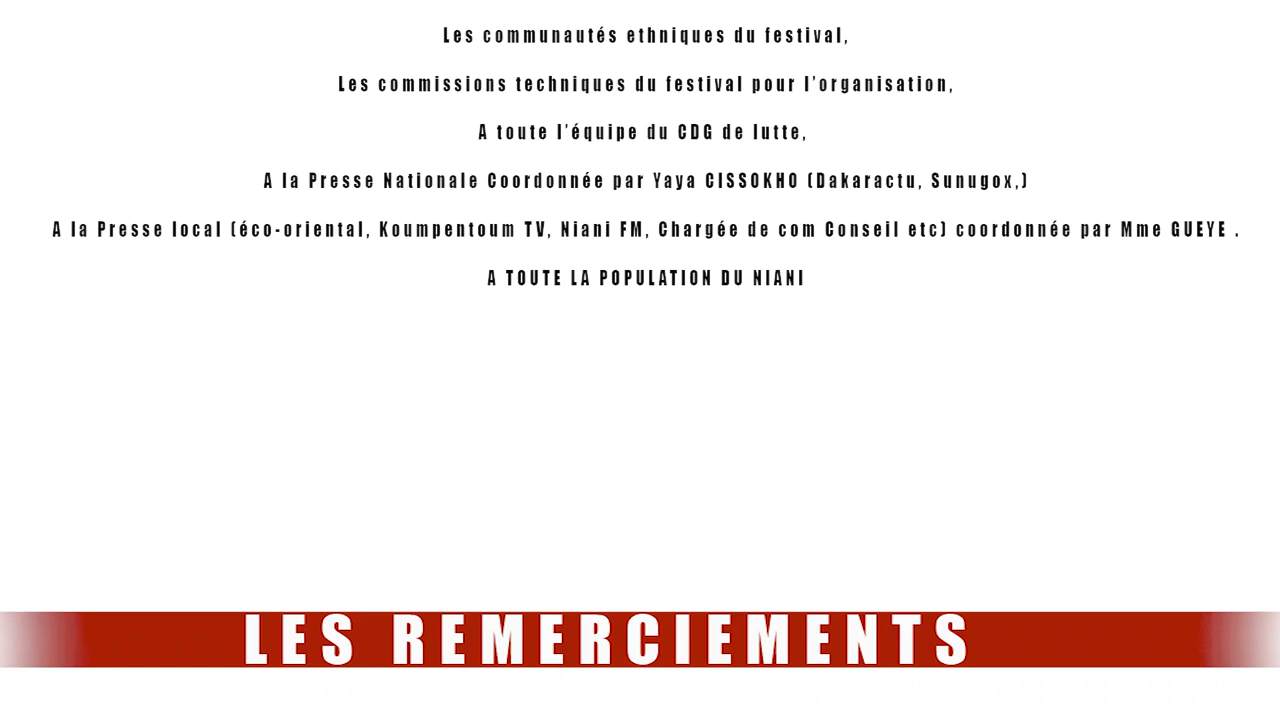 Les communautés ethniques du festival,
Les commissions techniques du festival pour l'organisation,
A toute l'équipe du CDG de lutte,
A la Presse Nationale Coordonnée par Yaya CISSOKHO (Dakaractu, Sunugox,)
A la Presse local (éco-oriental, Koumpentoum TV, Niani FM, Chargée de com Conseil etc) coordonnée par Mme GUEYE .
A TOUTE LA POPULATION DU NIANI
LES REMERCIEMENTS